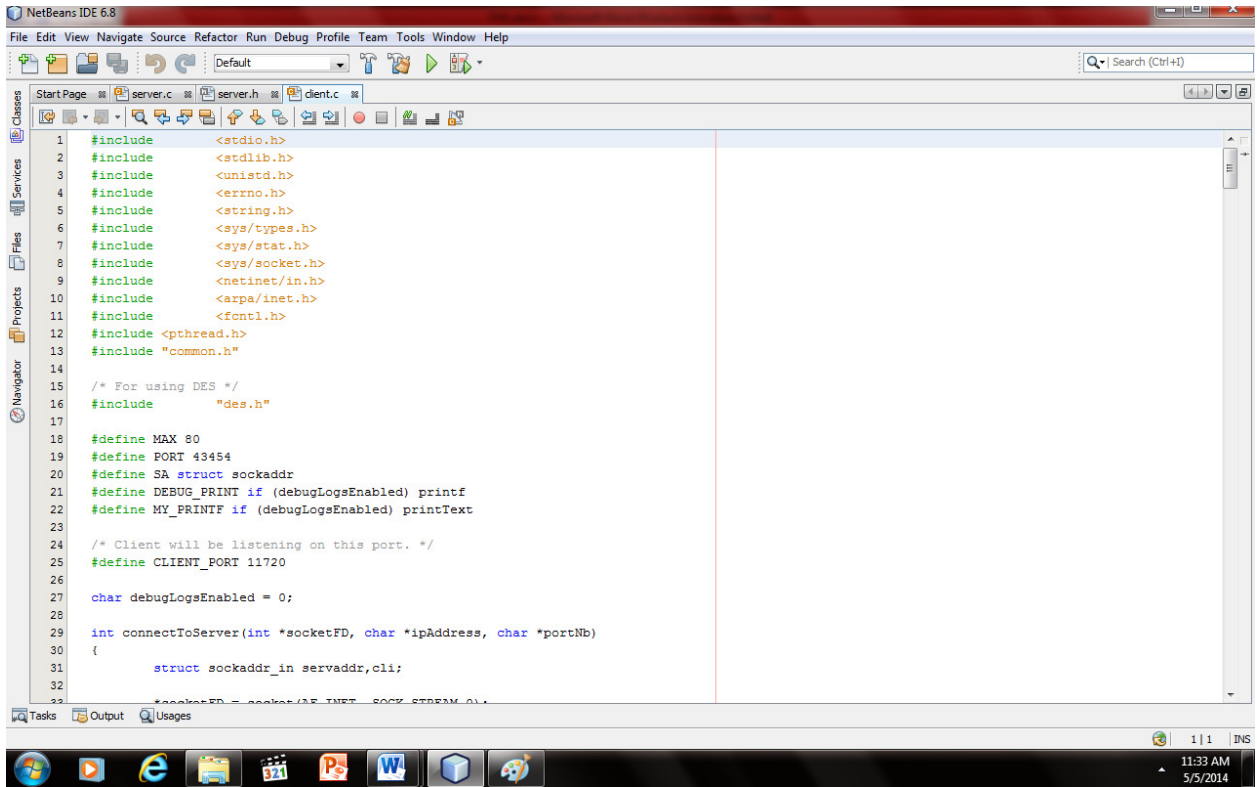 NetBeans IDE 6.8
File Edit View Navigate Source Refactor Run Debug Profile Team Tools Window Help
Default
Search (Ctrl+I)
Start Page server.c server.h client.c
Classes
Services
Files
Projects
Navigator
1 #include <stdio.h>
2 #include <stdlib.h>
3 #include <unistd.h>
4 #include <errno.h>
5 #include <string.h>
6 #include <sys/types.h>
7 #include <sys/stat.h>
8 #include <sys/socket.h>
9 #include <netinet/in.h>
10 #include <arpa/inet.h>
11 #include <fcntl.h>
12 #include <pthread.h>
13 #include "common.h"
14
15 /* For using DES */
16 #include "des.h"
17
18 #define MAX 80
19 #define PORT 43454
20 #define SA struct sockaddr
21 #define DEBUG_PRINT if (debugLogsEnabled) printf
22 #define MY_PRINTF if (debugLogsEnabled) printText
23
24 /* Client will be listening on this port. */
25 #define CLIENT_PORT 11720
26
27 char debugLogsEnabled = 0;
28
29 int connectToServer(int *socketFD, char *ipAddress, char *portNb)
30 {
31 struct sockaddr_in servaddr,cli;
32
33 *socketFD = socket(AF_INET, SOCK_STREAM,0);
Tasks Output Usages
1 | 1 INS
321
11:33 AM
5/5/2014